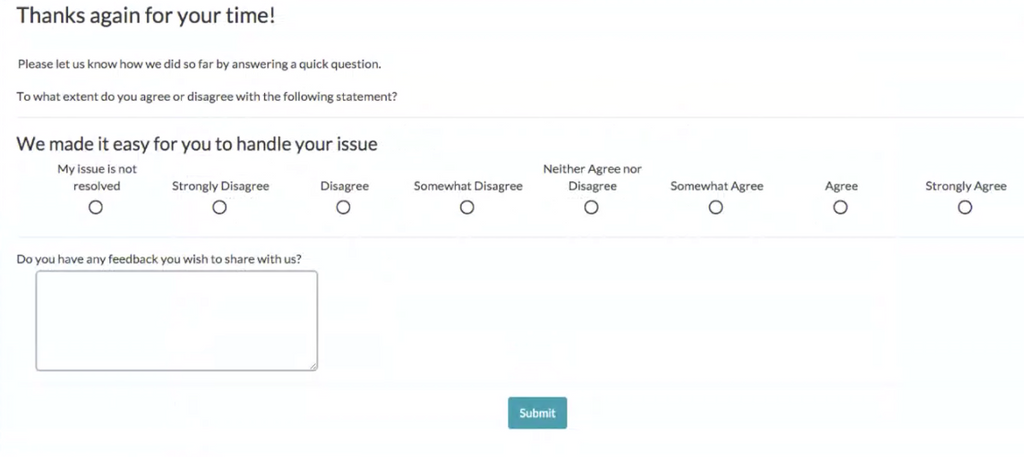 Thanks again for your time!
Please let us know how we did so far by answering a quick question.
To what extent do you agree or disagree with the following statement?
We made it easy for you to handle your issue
My issue is not
resolved
Strongly Disagree
Disagree
Somewhat Disagree
Neither Agree nor
Disagree
Somewhat Agree
Agree
Strongly Agree
Do you have any feedback you wish to share with us?
Submit